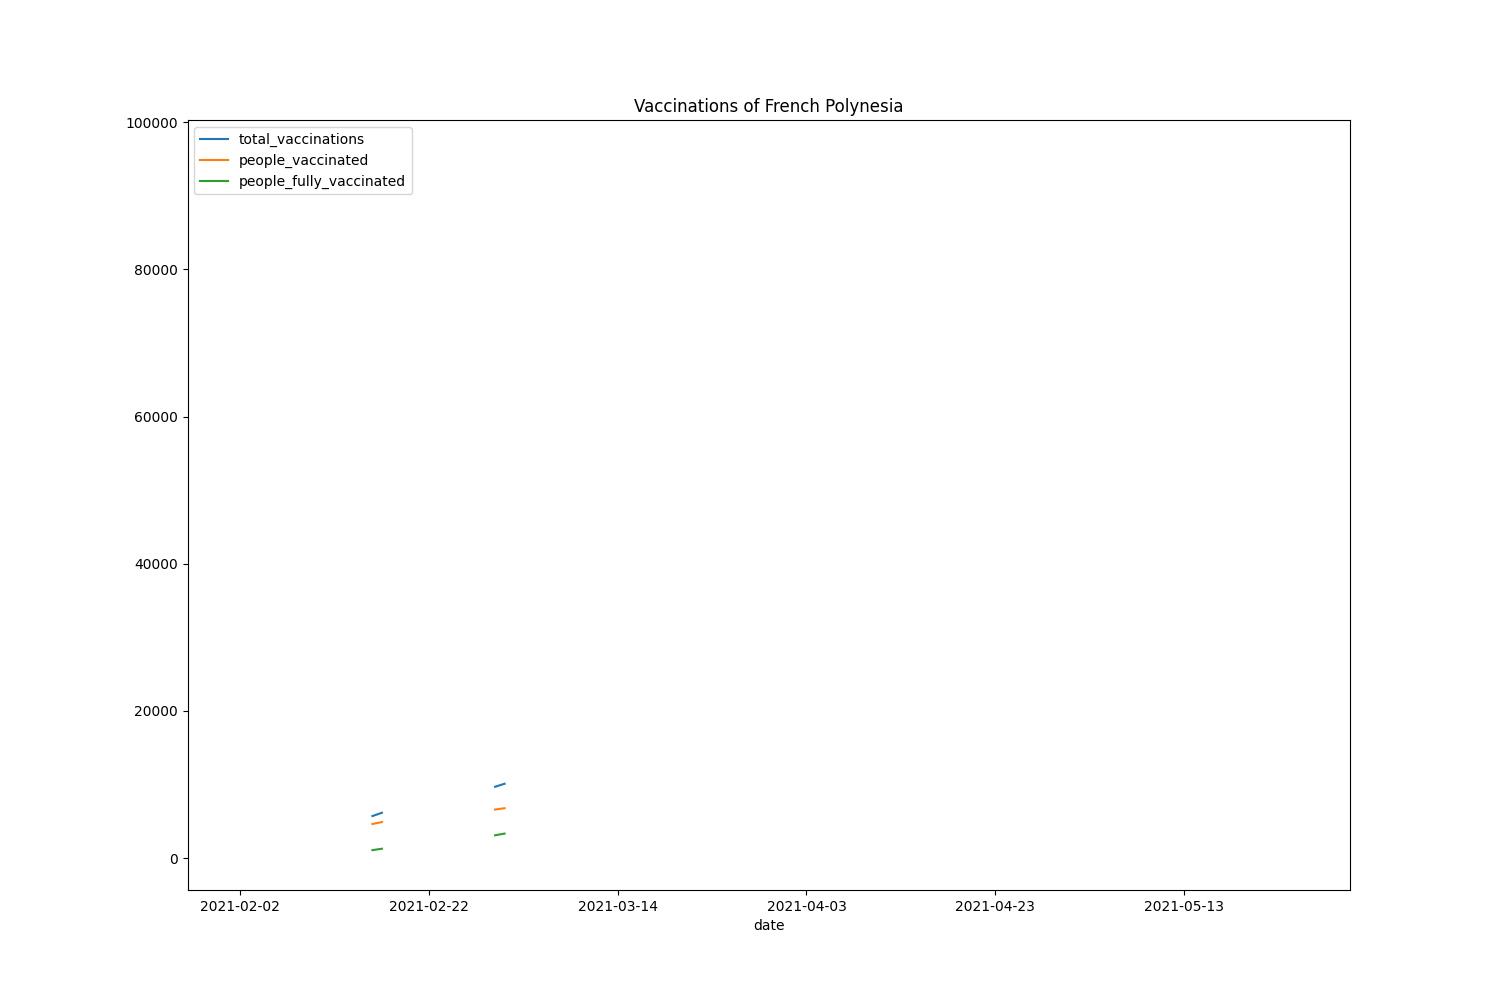 Vaccinations of French Polynesia
100000
80000
60000
40000
20000
0
total_vaccinations
people_vaccinated
people_fully_vaccinated
2021-02-02 2021-02-22 2021-03-14 2021-04-03 2021-04-23 2021-05-13
date